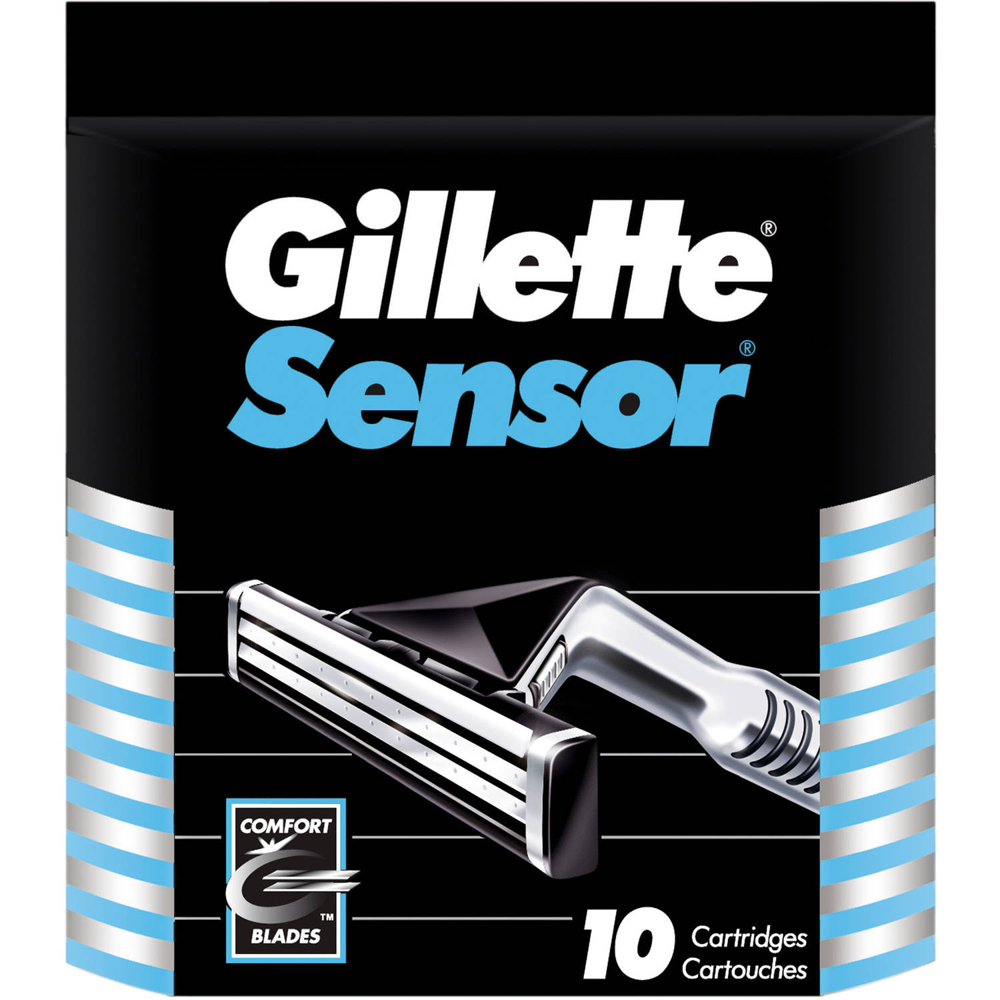 Gillette®
Sensor®
COMFORT
BLADES™
10 Cartridges
Cartouches